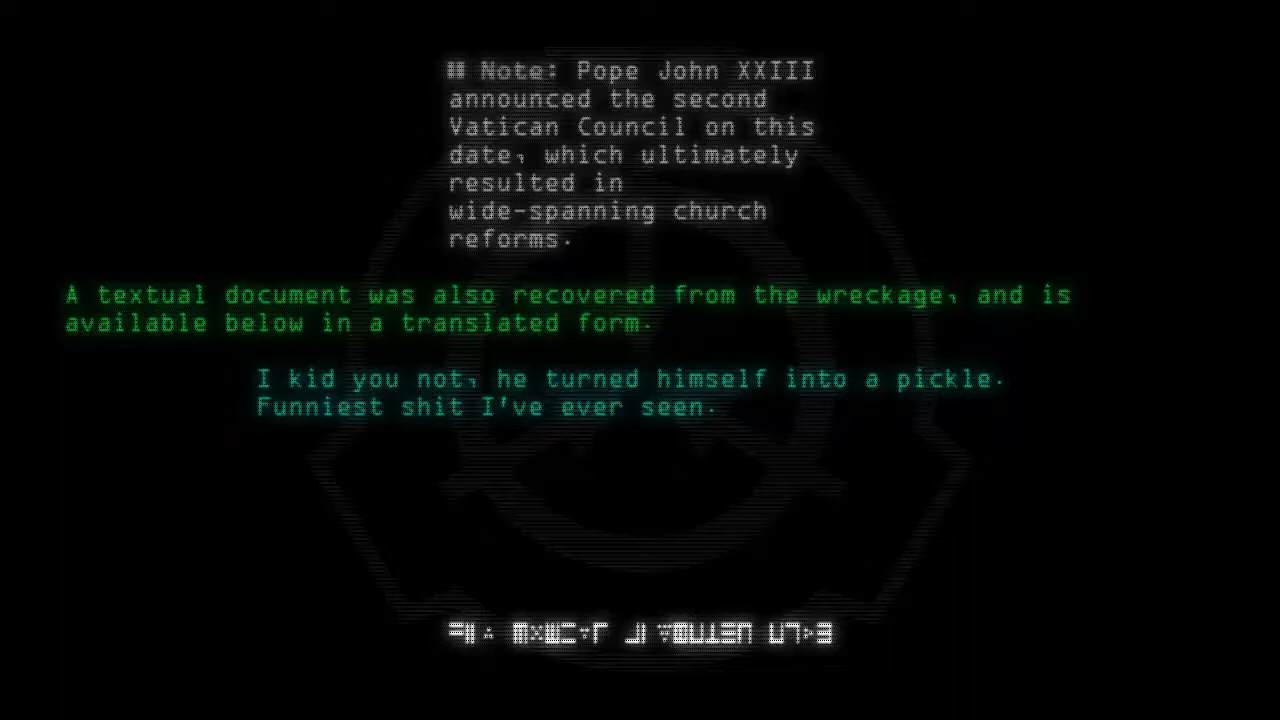 # Note: Pope John XXIII
announced the second
Vatican Council on this
date, which ultimately
resulted in
wide-spanning church
reforms.
A textual document was also recovered from the wreckage, and is
available below in a translated form.
I kid you not, he turned himself into a pickle.
Funniest shit I've ever seen.